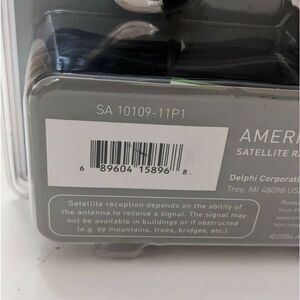 SA 10109-11P1
6 89604 15896 8
AMERI
SATELLITE RA
Delphi Corporati
Troy, MI 48098 US
Satellite reception depends on the ability of
the antenna to receive a signal. The signal may
not be available in buildings or if obstructed
(e.g. by mountains, trees, bridges, etc.)